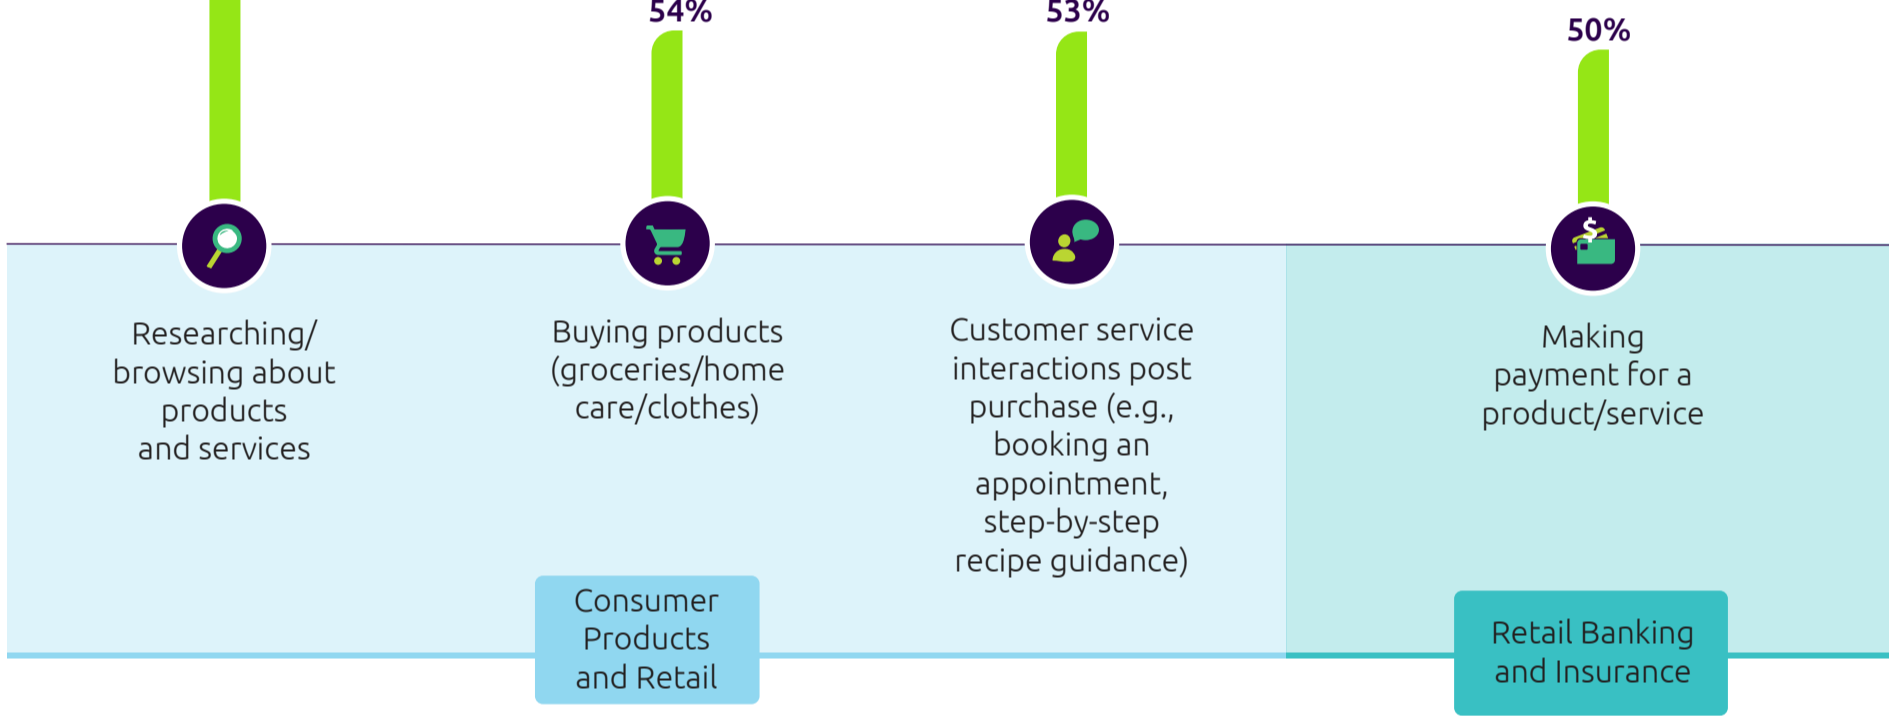 54%
53%
50%
Researching/
browsing about
products
and services
Buying products
(groceries/home
care/clothes)
Customer service
interactions post
purchase (e.g.,
booking an
appointment,
step-by-step
recipe guidance)
Making
payment for a
product/service
Consumer
Products
and Retail
Retail Banking
and Insurance